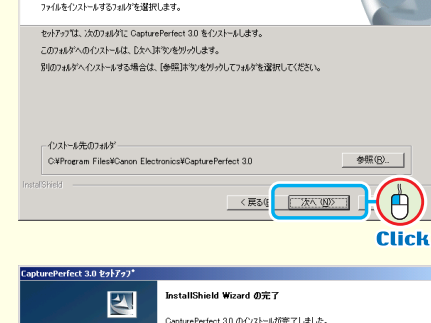 ファイルをインストールするフォルダを選択します。
セットアップは、次のフォルダに CapturePerfect 3.0 をインストールします。
このフォルダへのインストールは、[次へ]ボタンをクリックします。
別のフォルダへインストールする場合は、[参照]ボタンをクリックしてフォルダを選択してください。
インストール先のフォルダ
C:¥Program Files¥Canon Electronics¥CapturePerfect 3.0
参照(R)...
InstallShield
< 戻る(
次へ (N)>
Click
CapturePerfect 3.0 セットアップ
InstallShield Wizard の完了
CapturePerfect 3.0 のインストールが完了しました。